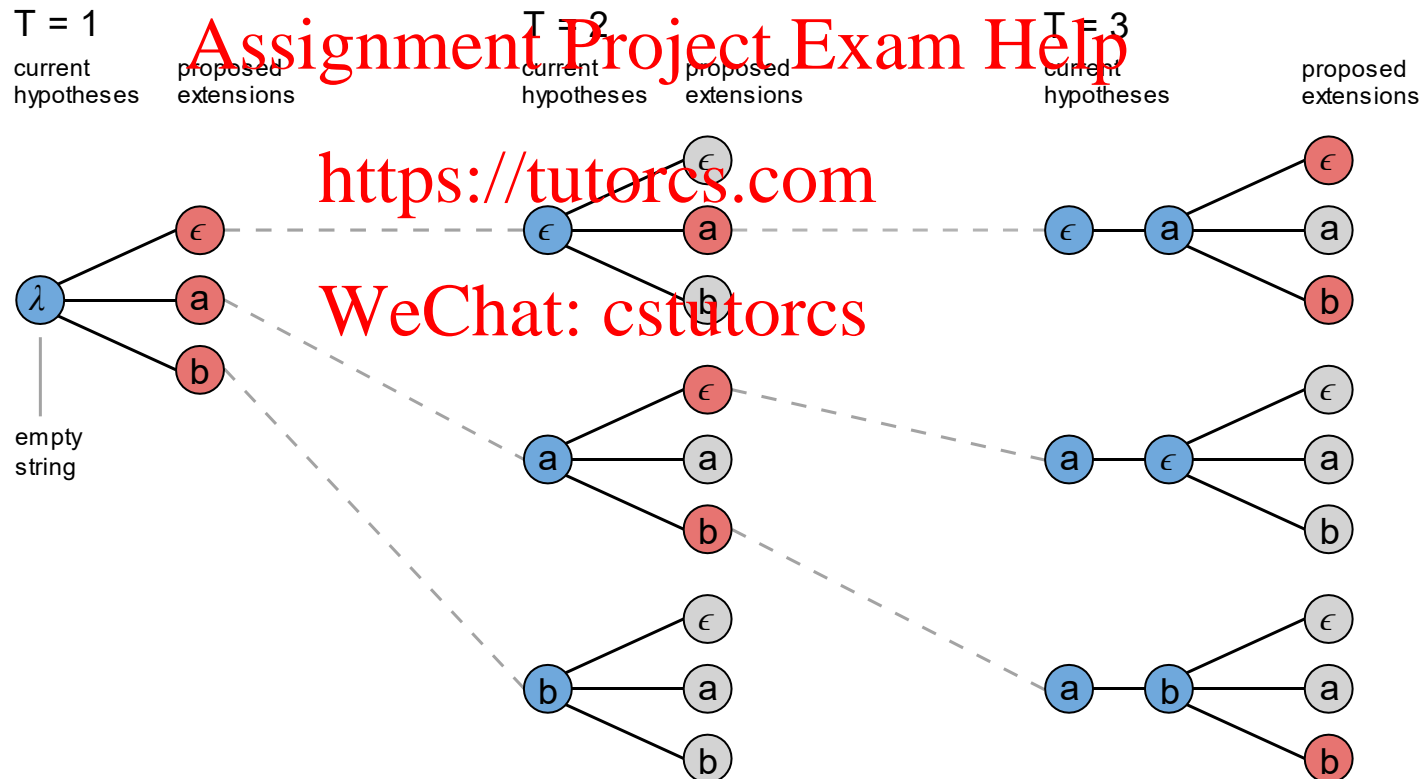 T = 1
T = 2
T = 3
Assignment Project Exam Help
current
hypotheses
proposed
extensions
current
hypotheses
proposed
extensions
current
hypotheses
proposed
extensions
https://tutorcs.com
WeChat: cstutorcs
λ
ϵ
a
b
empty
string
ϵ
ϵ
a
b
a
ϵ
a
b
b
ϵ
a
b
ϵ
a
ϵ
a
b
a
ϵ
ϵ
a
b
a
b
ϵ
a
b